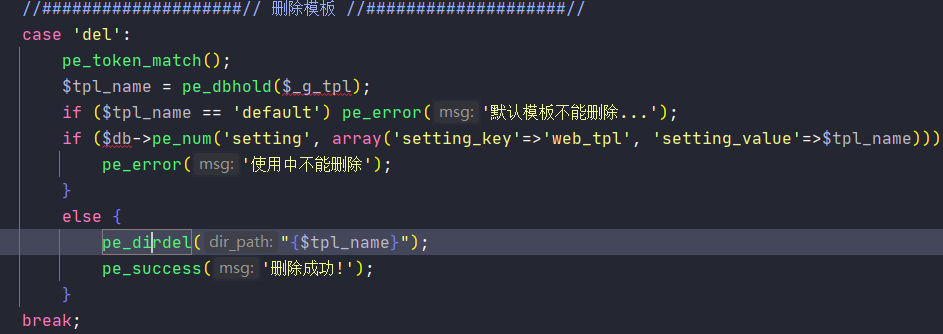 //####################// 删除模板 //####################//
case 'del':
pe_token_match();
$tpl_name = pe_dbhold($_g_tpl);
if ($tpl_name == 'default') pe_error( msg: '默认模板不能删除...');
if ($db->pe_num('setting', array('setting_key'=>'web_tpl', 'setting_value'=>$tpl_name)))
pe_error( msg: '使用中不能删除');
}
else {
pe_dirdel( dir_path: "{$tpl_name}");
pe_success( msg: '删除成功!');
}
break;